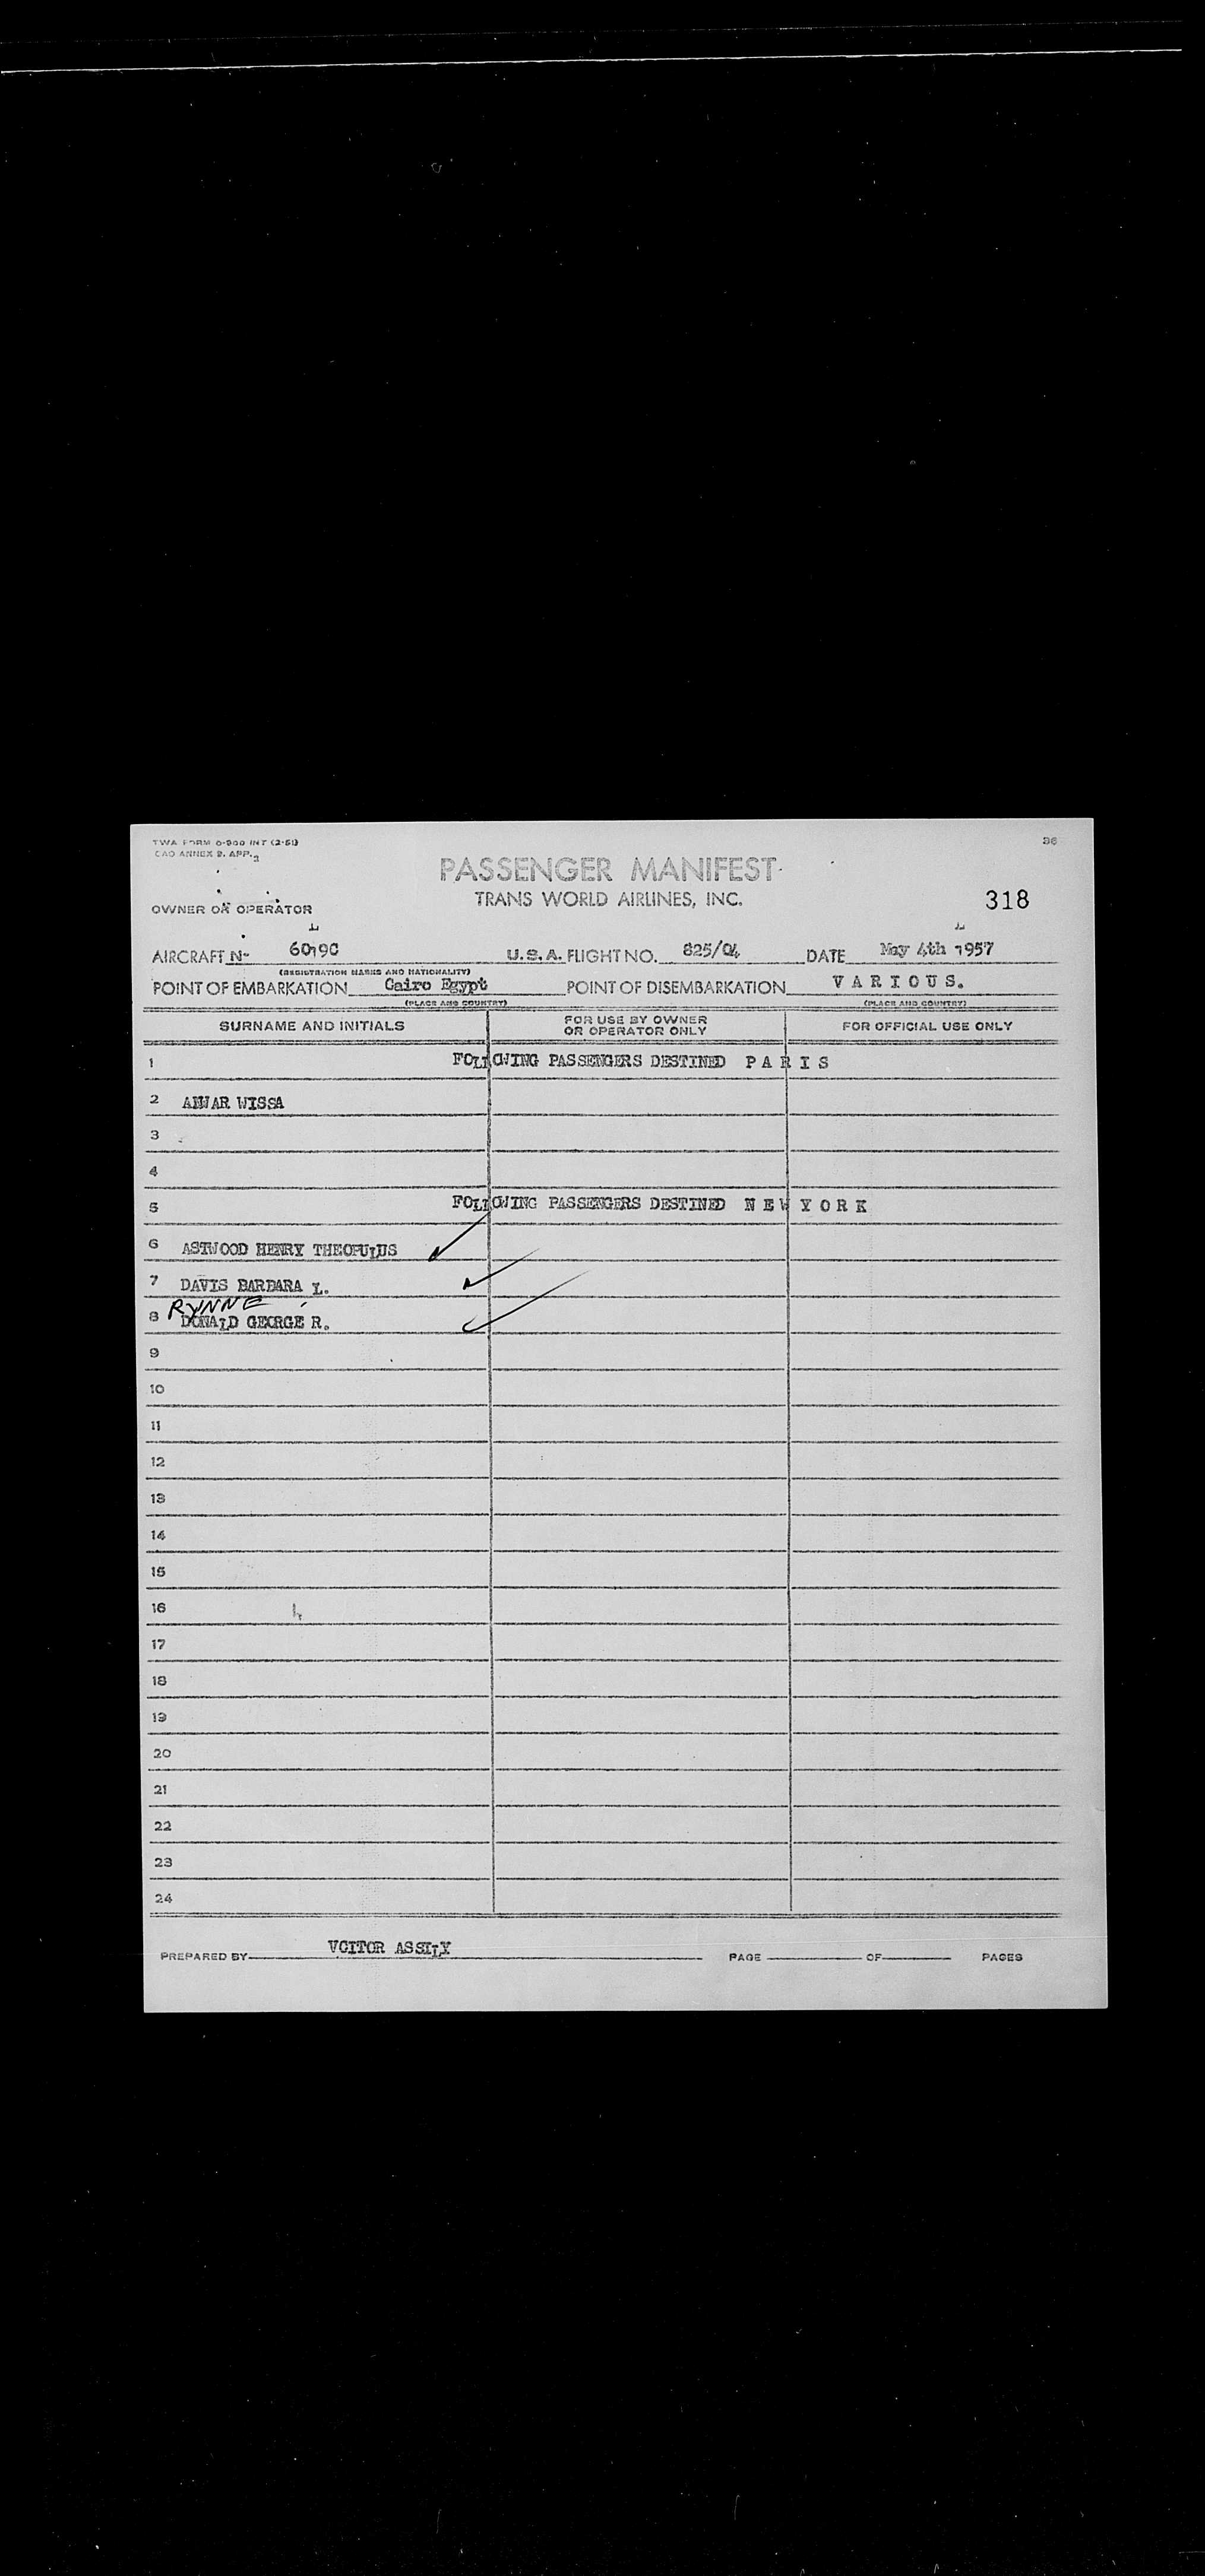 TWA FORM 0-900 INT (2-51)
CAO ANNEX 9. APP. 2
36
PASSENGER MANIFEST
TRANS WORLD AIRLINES, INC.
318
OWNER OR OPERATOR
AIRCRAFT N- 6019C U.S.A. FLIGHT NO. 825/04 DATE May 4th 1957
(REGISTRATION MARKS AND NATIONALITY)
POINT OF EMBARKATION Cairo Egypt POINT OF DISEMBARKATION VARIOUS.
(PLACE AND COUNTRY) (PLACE AND COUNTRY)
SURNAME AND INITIALS FOR USE BY OWNER OR OPERATOR ONLY FOR OFFICIAL USE ONLY
1 FOLLOWING PASSENGERS DESTINED PARIS
2 ANWAR WISSA
3
4
5 FOLLOWING PASSENGERS DESTINED NEW YORK
6 ASTWOOD HENRY THEOFULUS
7 DAVIS BARBARA L.
RYNNE
8 DONALD GEORGE R.
9
10
11
12
13
14
15
16
17
18
19
20
21
22
23
24
PREPARED BY VCITOR ASSILY PAGE OF PAGES